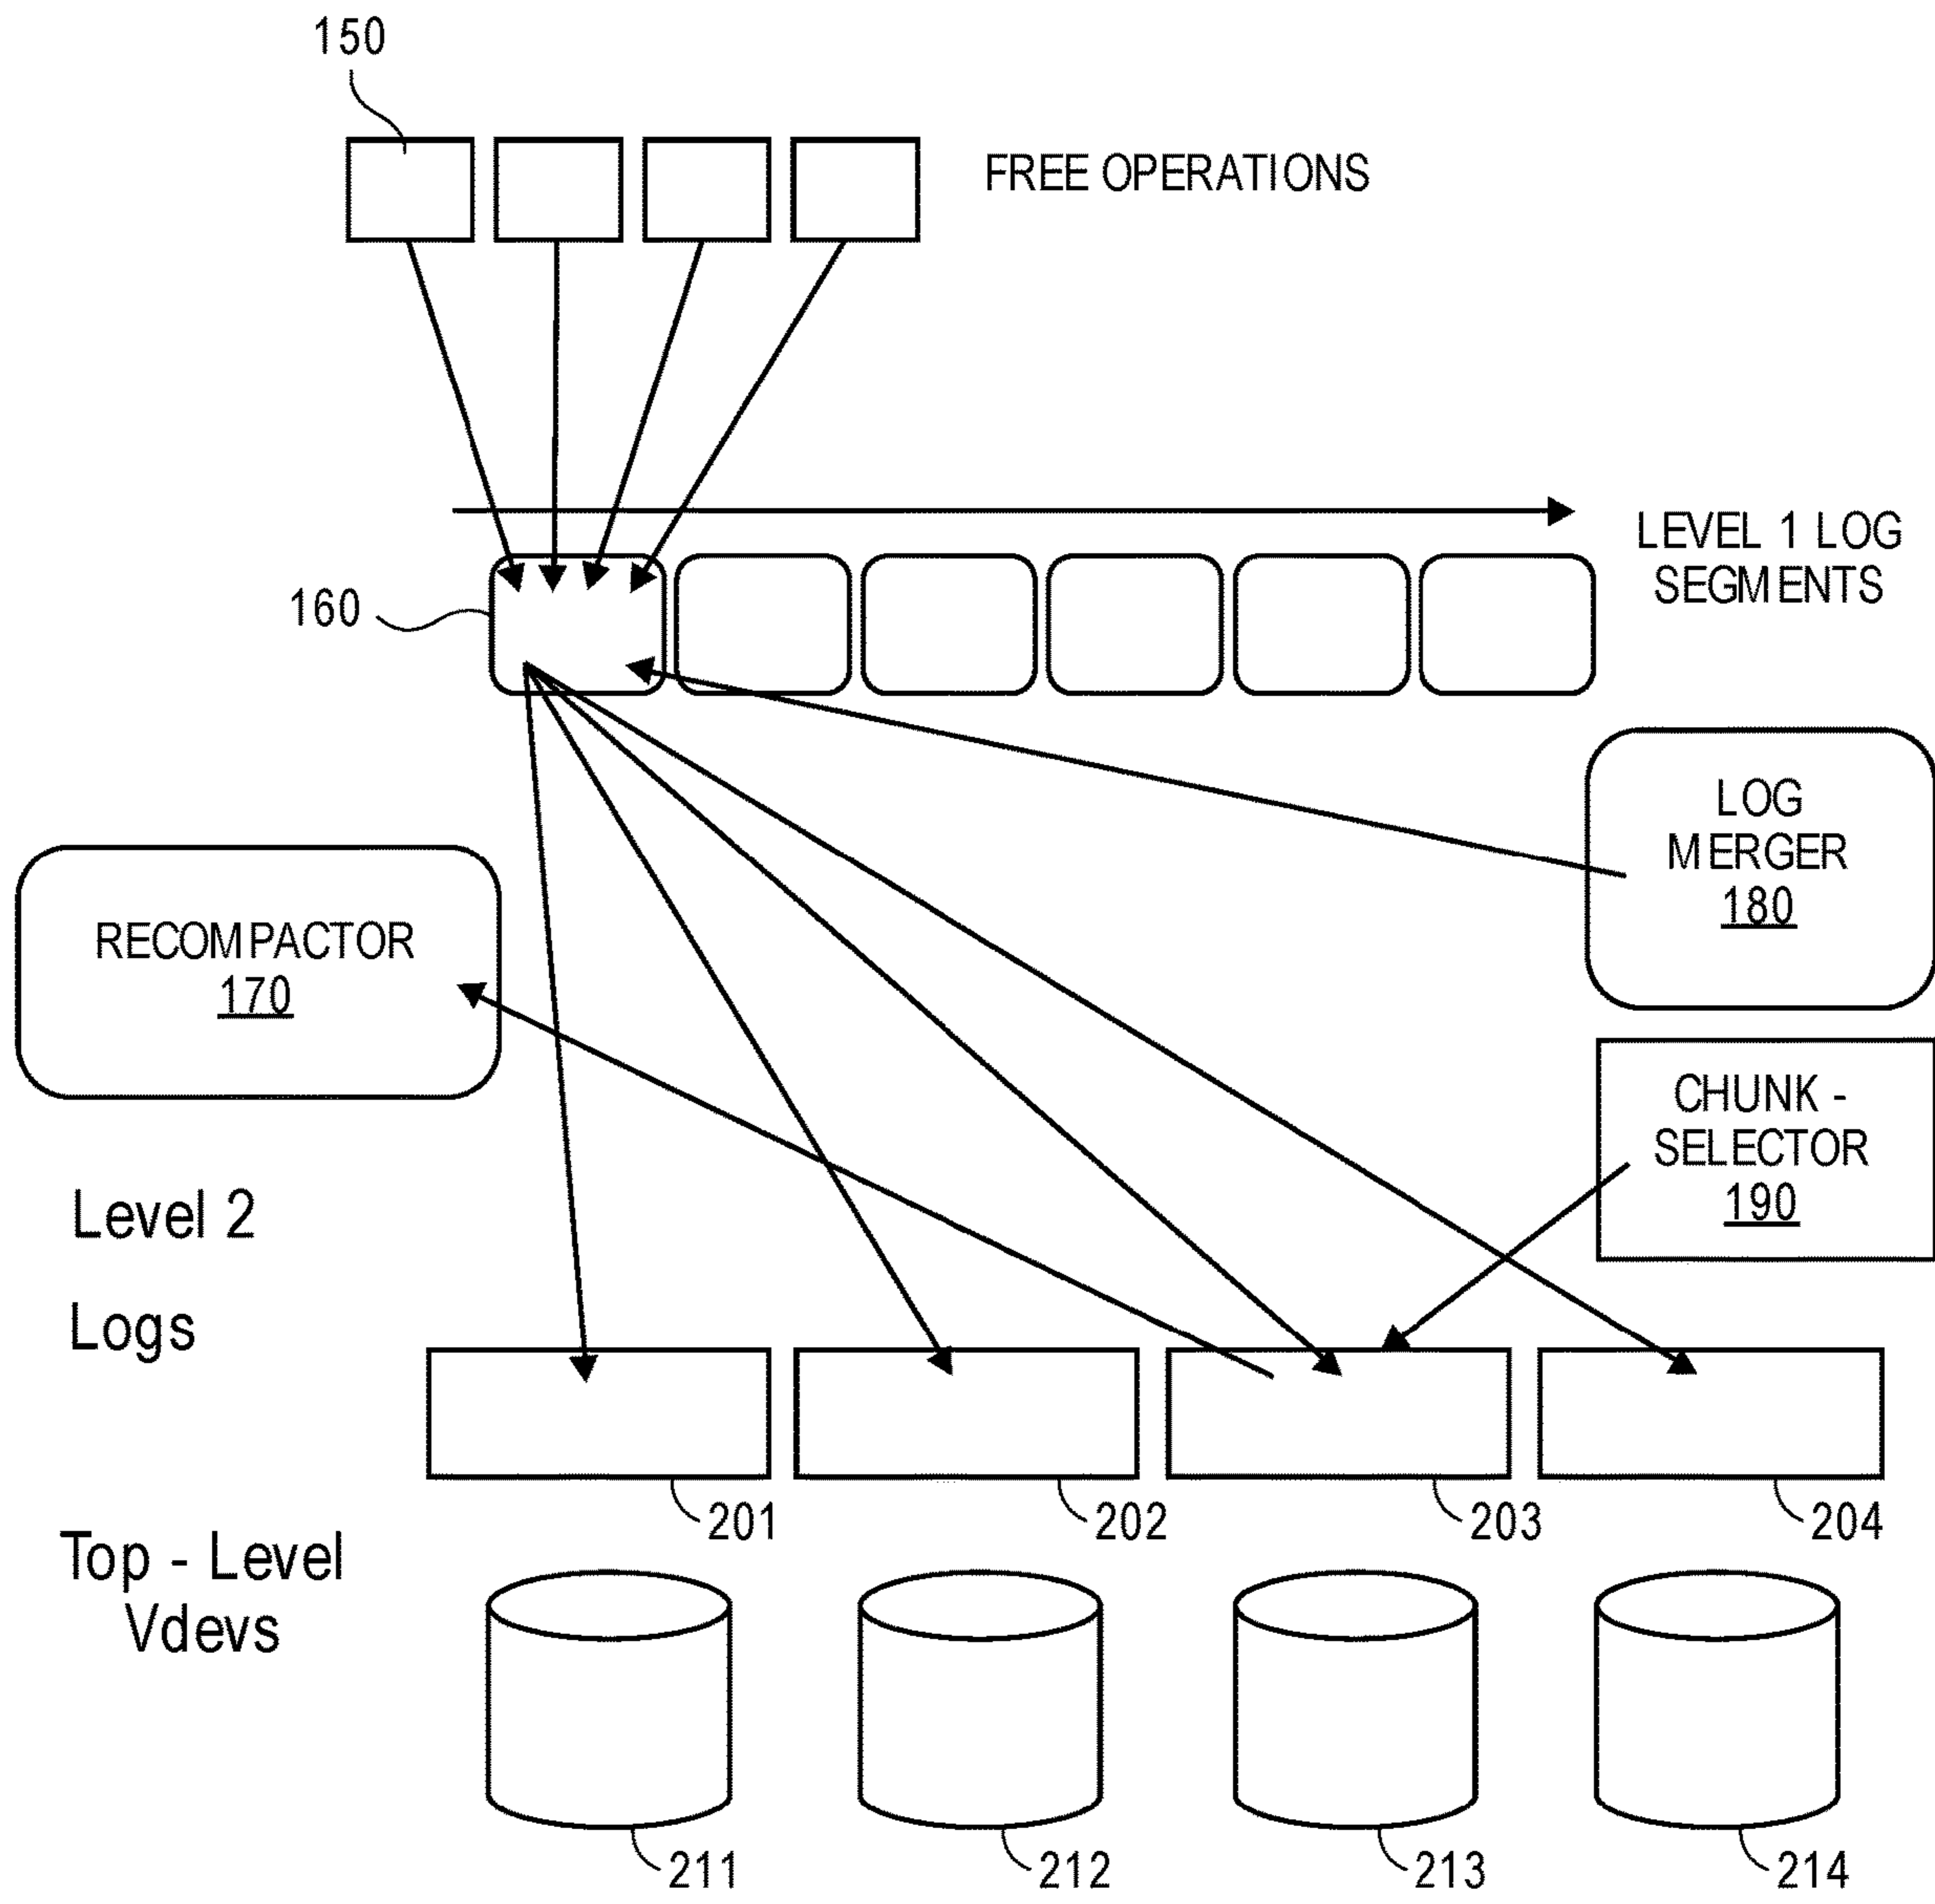 150
FREE OPERATIONS
LEVEL 1 LOG
SEGMENTS
160
LOG
MERGER
180
RECOMPACTOR
170
CHUNK -
SELECTOR
190
Level 2
Logs
201
202
203
204
Top - Level
Vdevs
211
212
213
214